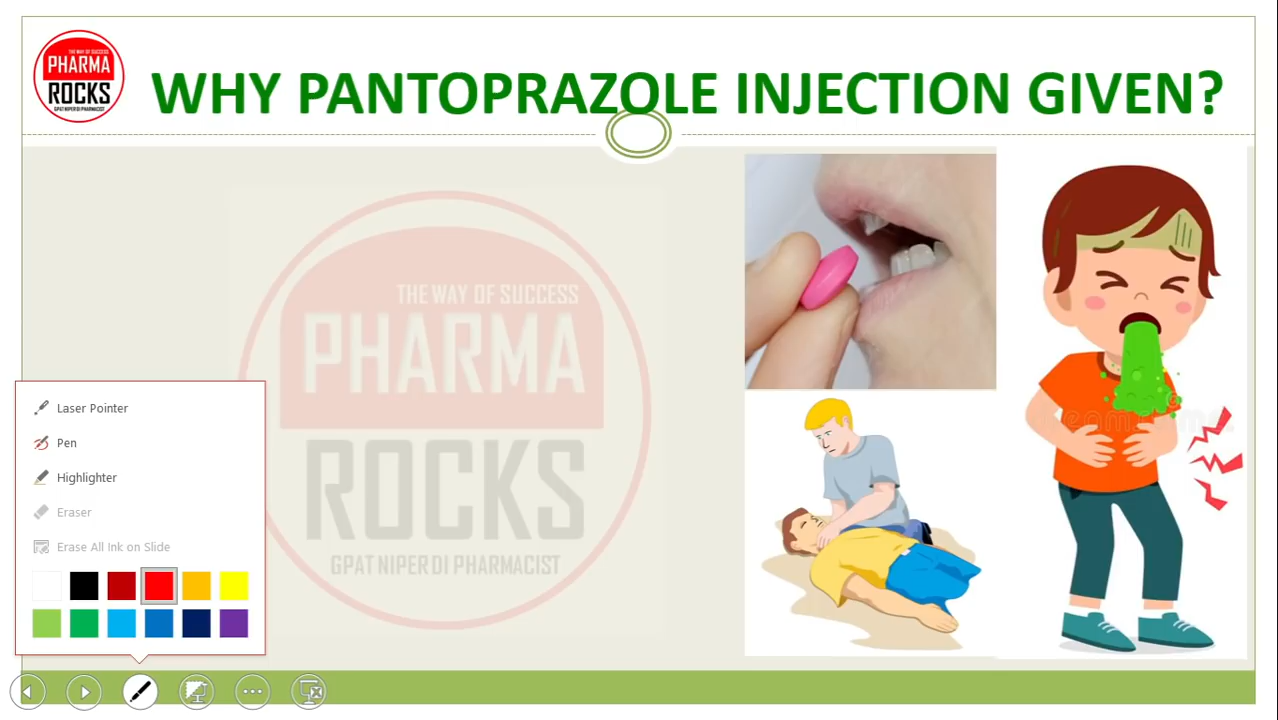 THE WAY OF SUCCESS
PHARMA
ROCKS
GPAT NIPER DI PHARMACIST
WHY PANTOPRAZOLE INJECTION GIVEN?
THE WAY OF SUCCESS
PHARMA
ROCKS
GPAT NIPER DI PHARMACIST
Laser Pointer
Pen
Highlighter
Eraser
Erase All Ink on Slide